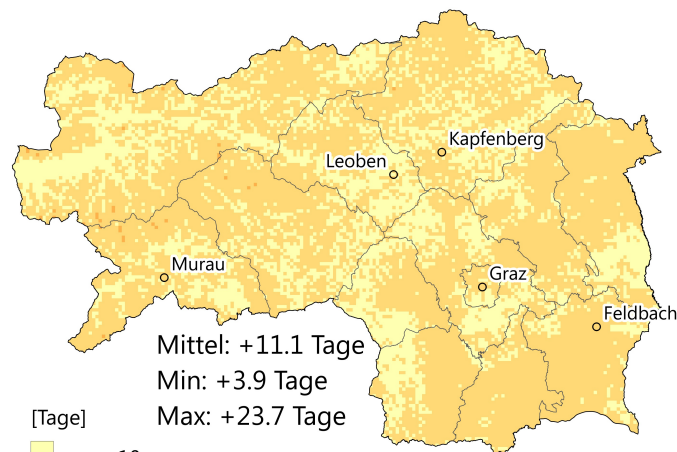 Kapfenberg
Leoben
Murau
Graz
Feldbach
Mittel: +11.1 Tage
Min: +3.9 Tage
Max: +23.7 Tage
[Tage]